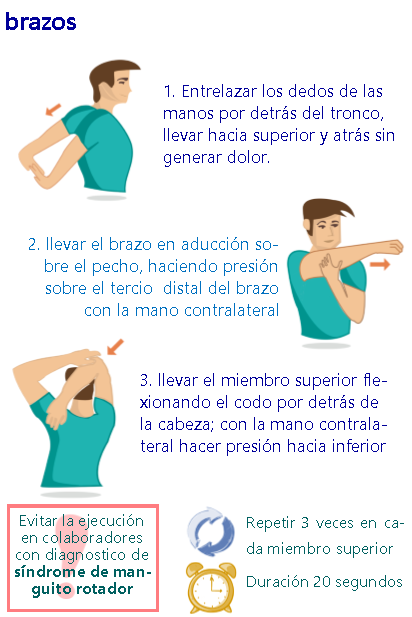 brazos
1. Entrelazar los dedos de las
manos por detrás del tronco,
llevar hacia superior y atrás sin
generar dolor.
2. llevar el brazo en aducción so-
bre el pecho, haciendo presión
sobre el tercio distal del brazo
con la mano contralateral
3. llevar el miembro superior fle-
xionando el codo por detrás de
la cabeza; con la mano contrala-
teral hacer presión hacia inferior
Evitar la ejecución
en colaboradores
con diagnostico de
síndrome de man-
guito rotador
Repetir 3 veces en ca-
da miembro superior
Duración 20 segundos